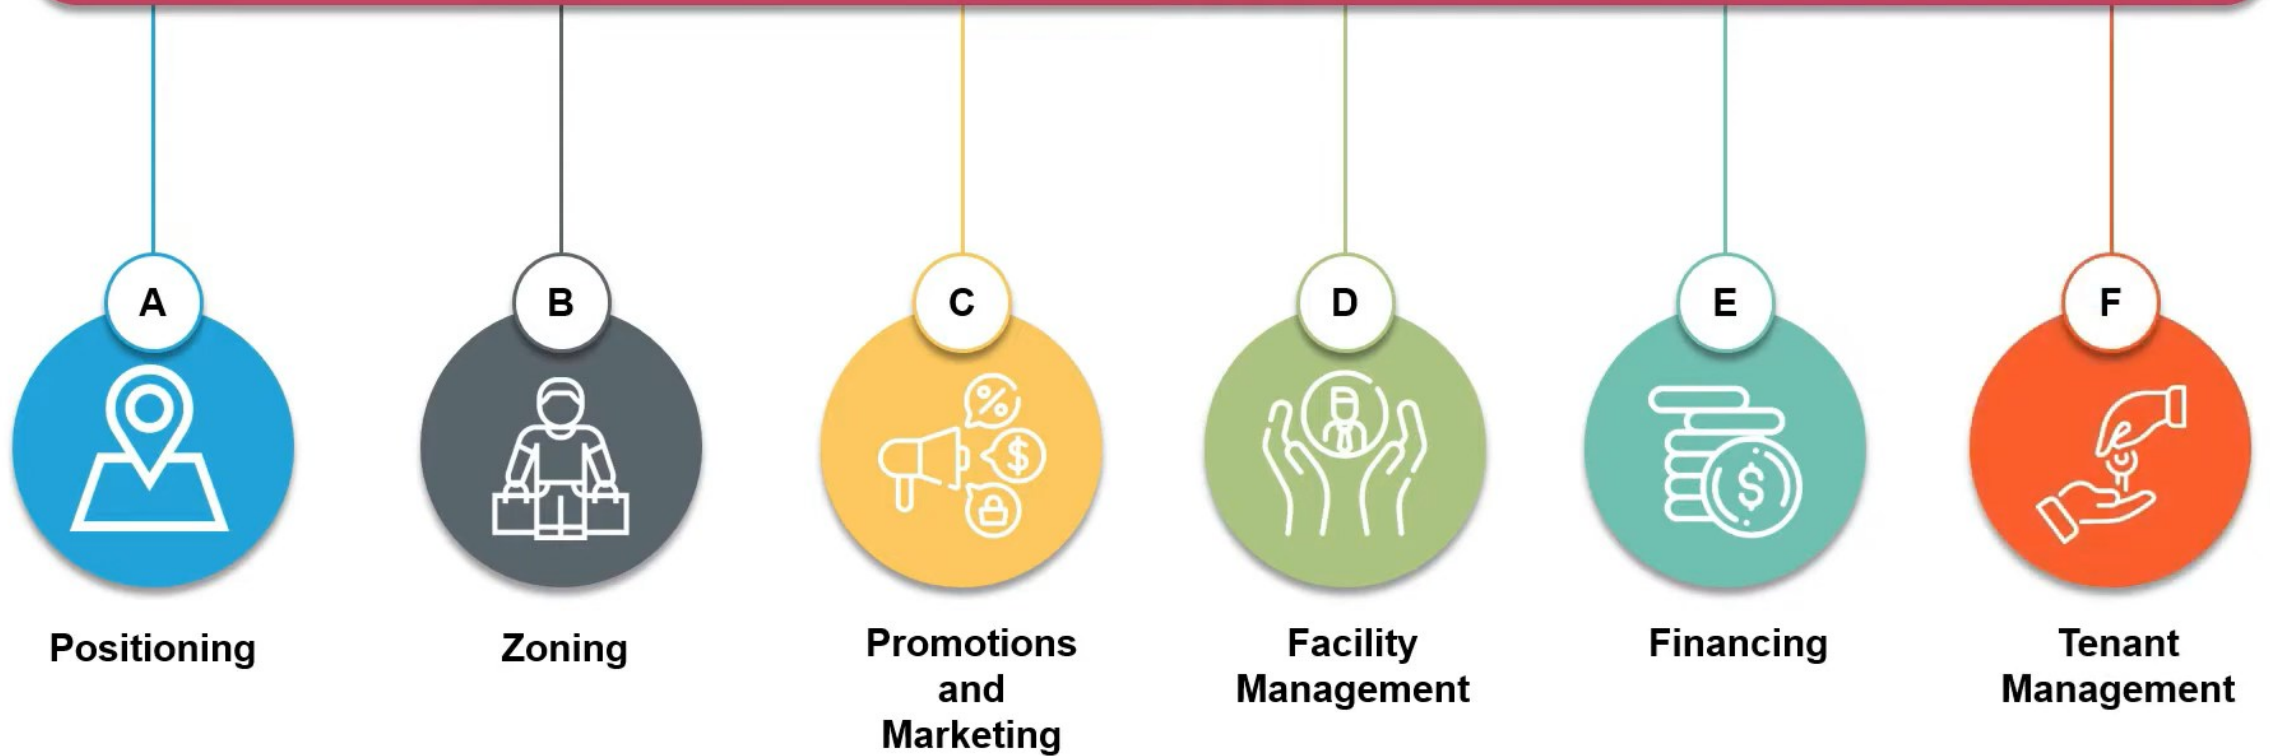 A
B
C
D
E
F
Positioning
Zoning
Promotions
and
Marketing
Facility
Management
Financing
Tenant
Management
%
$
$